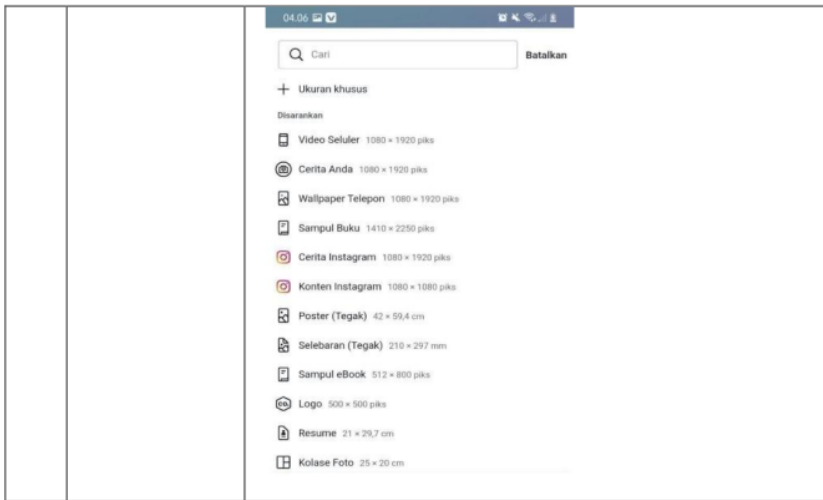 04.06
Cari Batalkan
+ Ukuran khusus
Disarankan
Video Seluler 1080 × 1920 piks
Cerita Anda 1080 × 1920 piks
Wallpaper Telepon 1080 × 1920 piks
Sampul Buku 1410 × 2250 piks
Cerita Instagram 1080 × 1920 piks
Konten Instagram 1080 × 1080 piks
Poster (Tegak) 42 × 59,4 cm
Selebaran (Tegak) 210 × 297 mm
Sampul eBook 512 × 800 piks
CO. Logo 500 × 500 piks
Resume 21 × 29,7 cm
Kolase Foto 25 × 20 cm